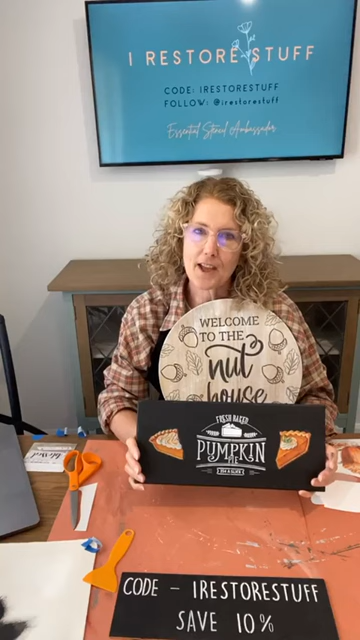 I RESTORE STUFF
CODE: IRESTORESTUFF
FOLLOW: @irestorestuff
Essential Stencil Ambassador
WELCOME
TO THE
nut
house
FRESH BAKED
PUMPKIN
PIE
CODE - IRESTORESTUFF
SAVE 10%